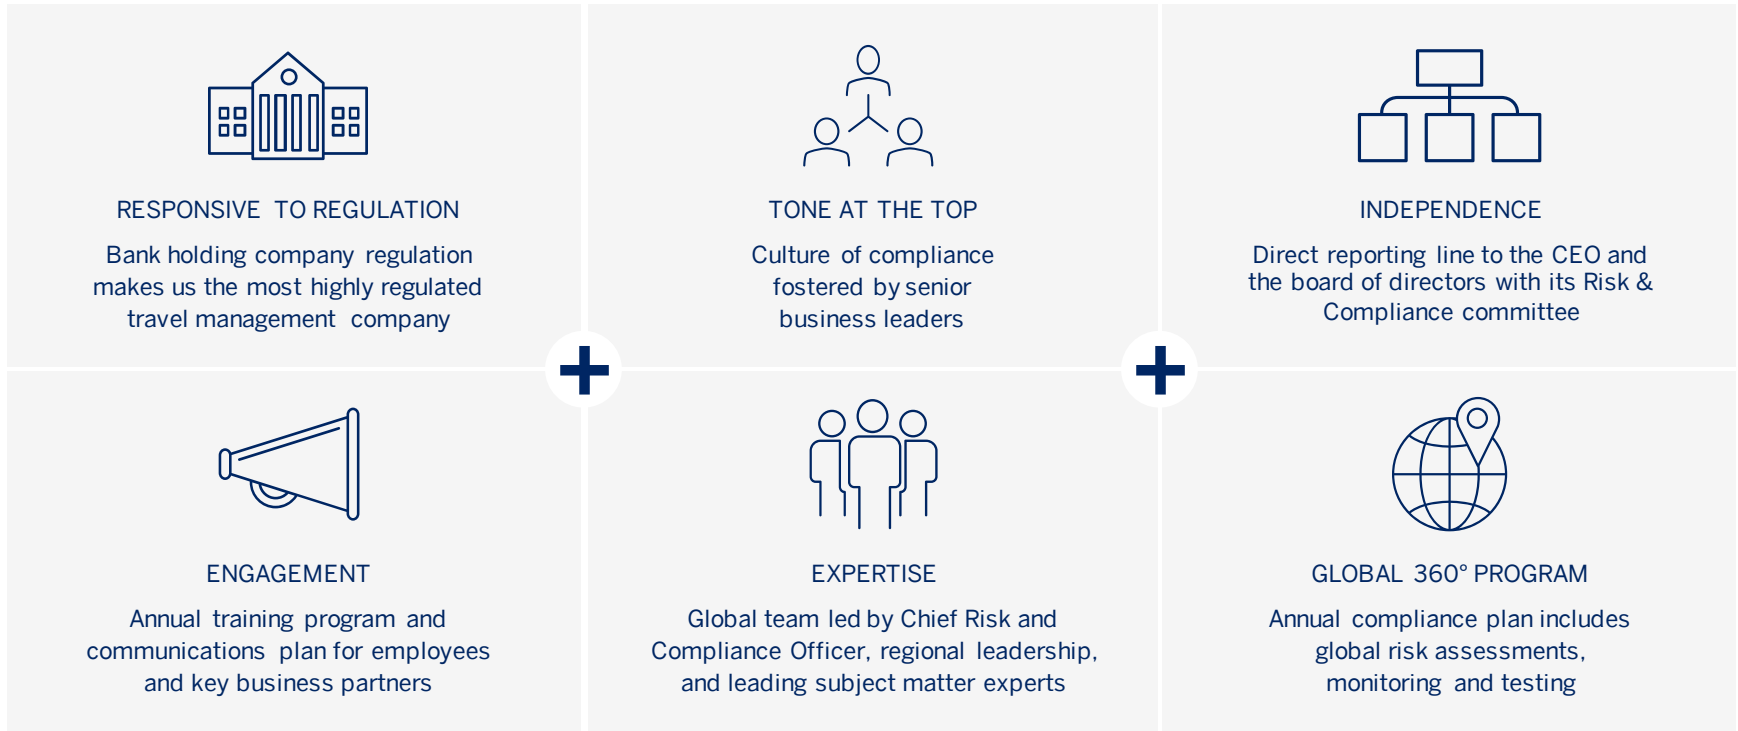 RESPONSIVE TO REGULATION
Bank holding company regulation
makes us the most highly regulated
travel management company
TONE AT THE TOP
Culture of compliance
fostered by senior
business leaders
INDEPENDENCE
Direct reporting line to the CEO and
the board of directors with its Risk &
Compliance committee
ENGAGEMENT
Annual training program and
communications plan for employees
and key business partners
EXPERTISE
Global team led by Chief Risk and
Compliance Officer, regional leadership,
and leading subject matter experts
GLOBAL 360° PROGRAM
Annual compliance plan includes
global risk assessments,
monitoring and testing